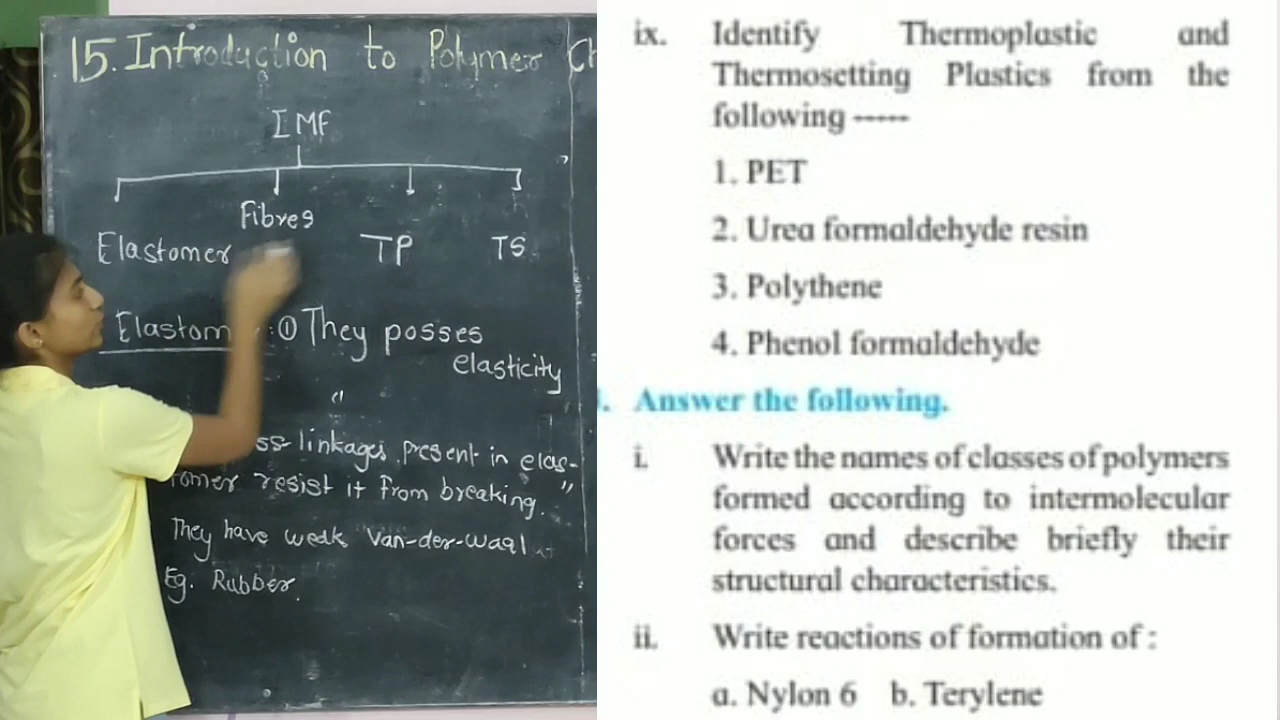 15. Introduction to Polymer Ch
IMF
Fibres
Elastomer TP TS
Elastom : ① They posses
elasticity
"
ss-linkages present in elas-
tomer resist it from breaking."
They have weak Van-der-waal
Eg. Rubber.
ix. Identify Thermoplastic and
Thermosetting Plastics from the
following -----
1. PET
2. Urea formaldehyde resin
3. Polythene
4. Phenol formaldehyde
. Answer the following.
i. Write the names of classes of polymers
formed according to intermolecular
forces and describe briefly their
structural characteristics.
ii. Write reactions of formation of :
a. Nylon 6 b. Terylene